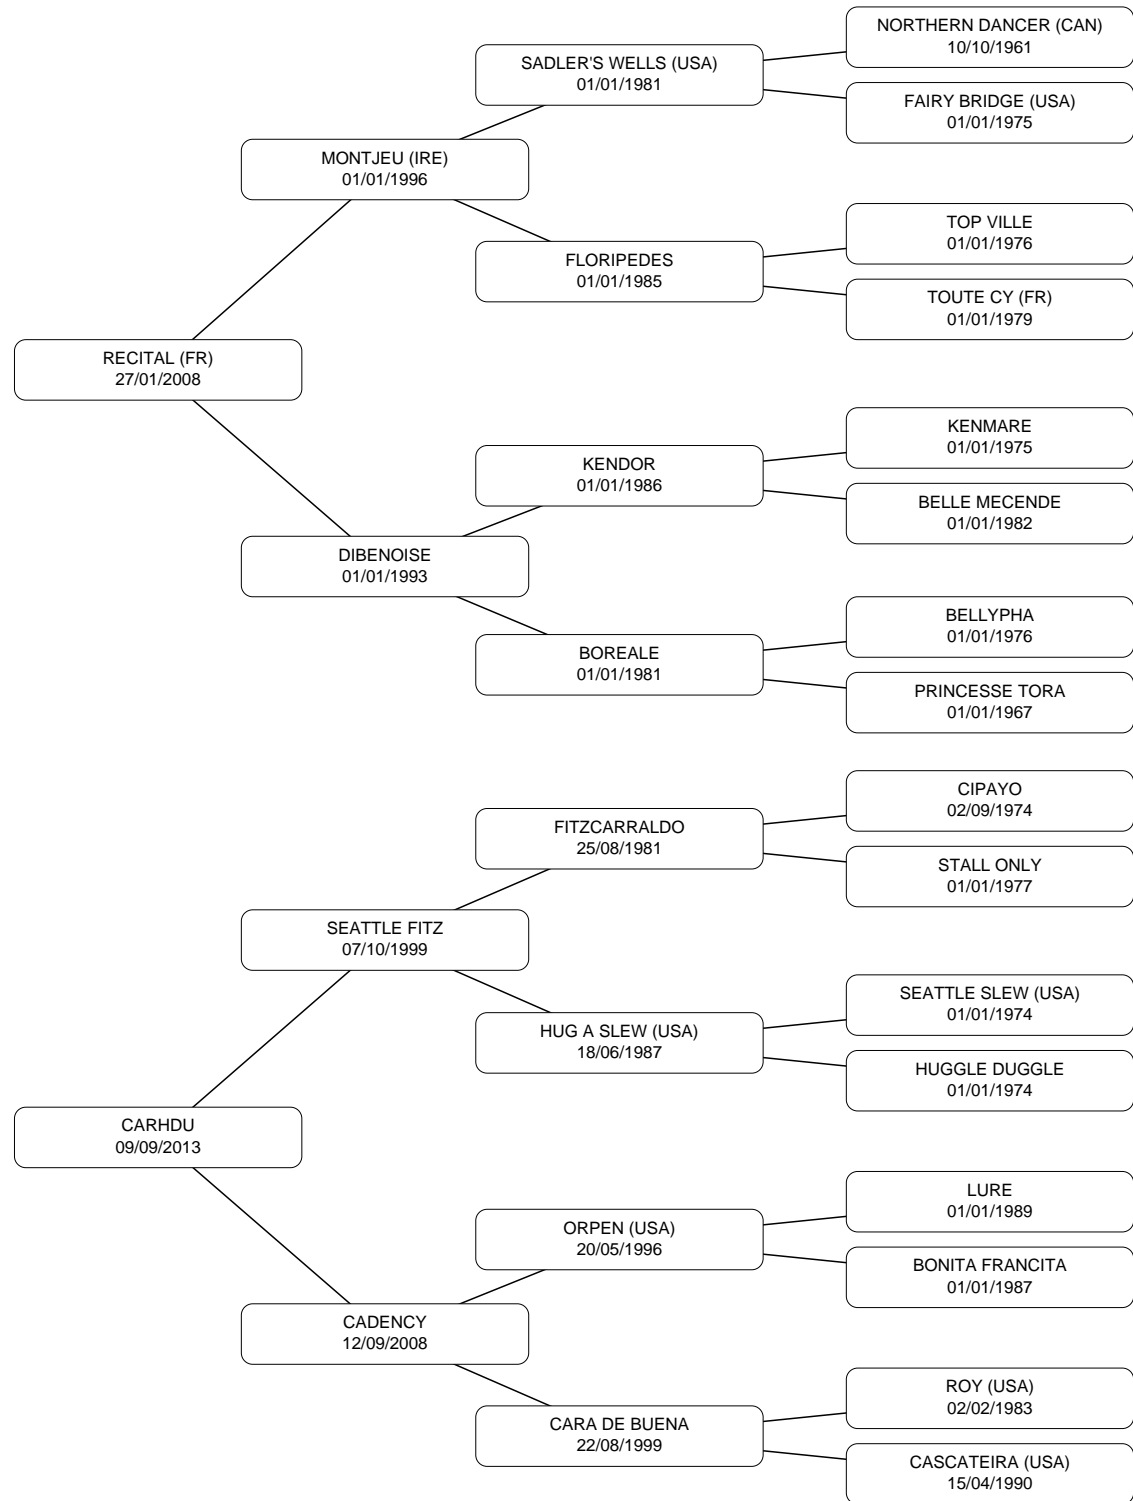 NORTHERN DANCER (CAN)
10/10/1961
SADLER'S WELLS (USA)
01/01/1981
FAIRY BRIDGE (USA)
01/01/1975
MONTJEU (IRE)
01/01/1996
TOP VILLE
01/01/1976
FLORIPEDES
01/01/1985
TOUTE CY (FR)
01/01/1979
RECITAL (FR)
27/01/2008
KENMARE
01/01/1975
KENDOR
01/01/1986
BELLE MECENDE
01/01/1982
DIBENOISE
01/01/1993
BELLYPHA
01/01/1976
BOREALE
01/01/1981
PRINCESSE TORA
01/01/1967
CIPAYO
02/09/1974
FITZCARRALDO
25/08/1981
STALL ONLY
01/01/1977
SEATTLE FITZ
07/10/1999
SEATTLE SLEW (USA)
01/01/1974
HUG A SLEW (USA)
18/06/1987
HUGGLE DUGGLE
01/01/1974
CARHDU
09/09/2013
LURE
01/01/1989
ORPEN (USA)
20/05/1996
BONITA FRANCITA
01/01/1987
CADENCY
12/09/2008
ROY (USA)
02/02/1983
CARA DE BUENA
22/08/1999
CASCATEIRA (USA)
15/04/1990